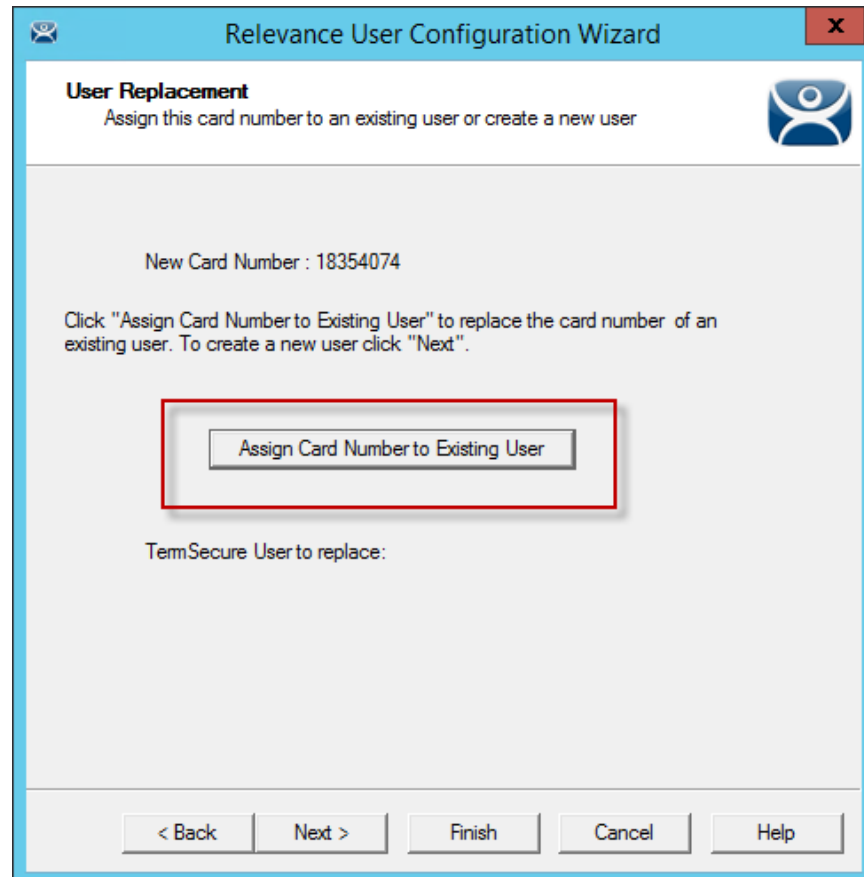 Relevance User Configuration Wizard
x
User Replacement
Assign this card number to an existing user or create a new user
New Card Number : 18354074
Click "Assign Card Number to Existing User" to replace the card number of an
existing user. To create a new user click "Next".
Assign Card Number to Existing User
TermSecure User to replace:
< Back Next > Finish Cancel Help